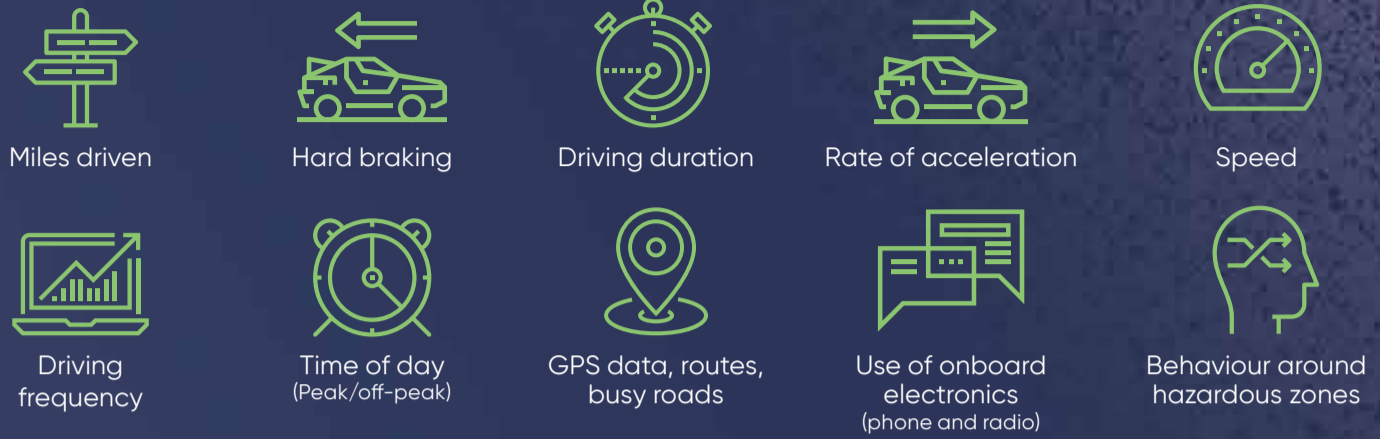 Miles driven
Hard braking
Driving duration
Rate of acceleration
Speed
Driving
frequency
Time of day
(Peak/off-peak)
GPS data, routes,
busy roads
Use of onboard
electronics
(phone and radio)
Behaviour around
hazardous zones